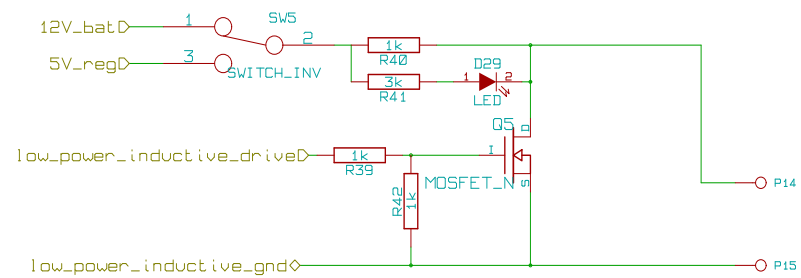 SW5
12V_bat 1
2
5V_reg 3
SWITCH_INV
1k
R40
3k
R41
D29
1 2
LED
Q5
D
I
S
MOSFET_N
low_power_inductive_drive
1k
R39
R42
1k
P14
low_power_inductive_gnd
P15